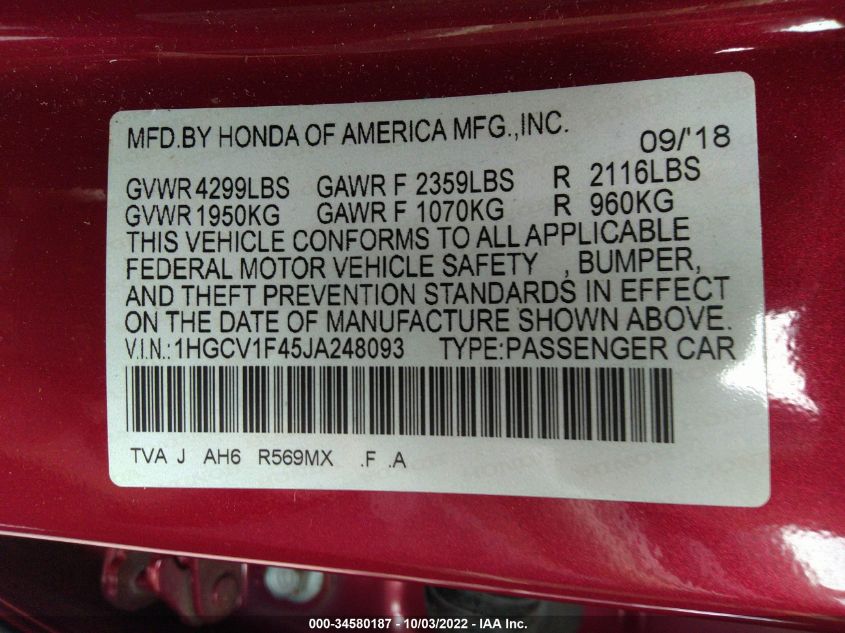 MFD.BY HONDA OF AMERICA MFG.,INC. 09/'18
GVWR 4299LBS GAWR F 2359LBS R 2116LBS
GVWR 1950KG GAWR F 1070KG R 960KG
THIS VEHICLE CONFORMS TO ALL APPLICABLE
FEDERAL MOTOR VEHICLE SAFETY , BUMPER,
AND THEFT PREVENTION STANDARDS IN EFFECT
ON THE DATE OF MANUFACTURE SHOWN ABOVE.
V.I.N.:1HGCV1F45JA248093 TYPE:PASSENGER CAR
TVA J AH6 R569MX .F .A
000-34580187 - 10/03/2022 - IAA Inc.